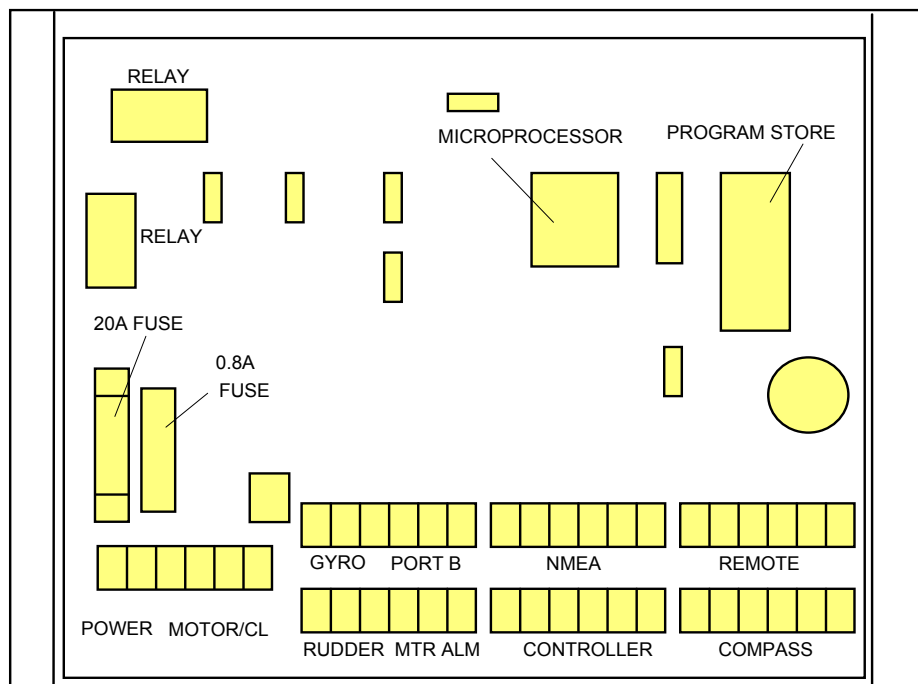 RELAY
MICROPROCESSOR
PROGRAM STORE
RELAY
20A FUSE
0.8A
FUSE
GYRO PORT B
NMEA
REMOTE
POWER MOTOR/CL
RUDDER MTR ALM
CONTROLLER
COMPASS